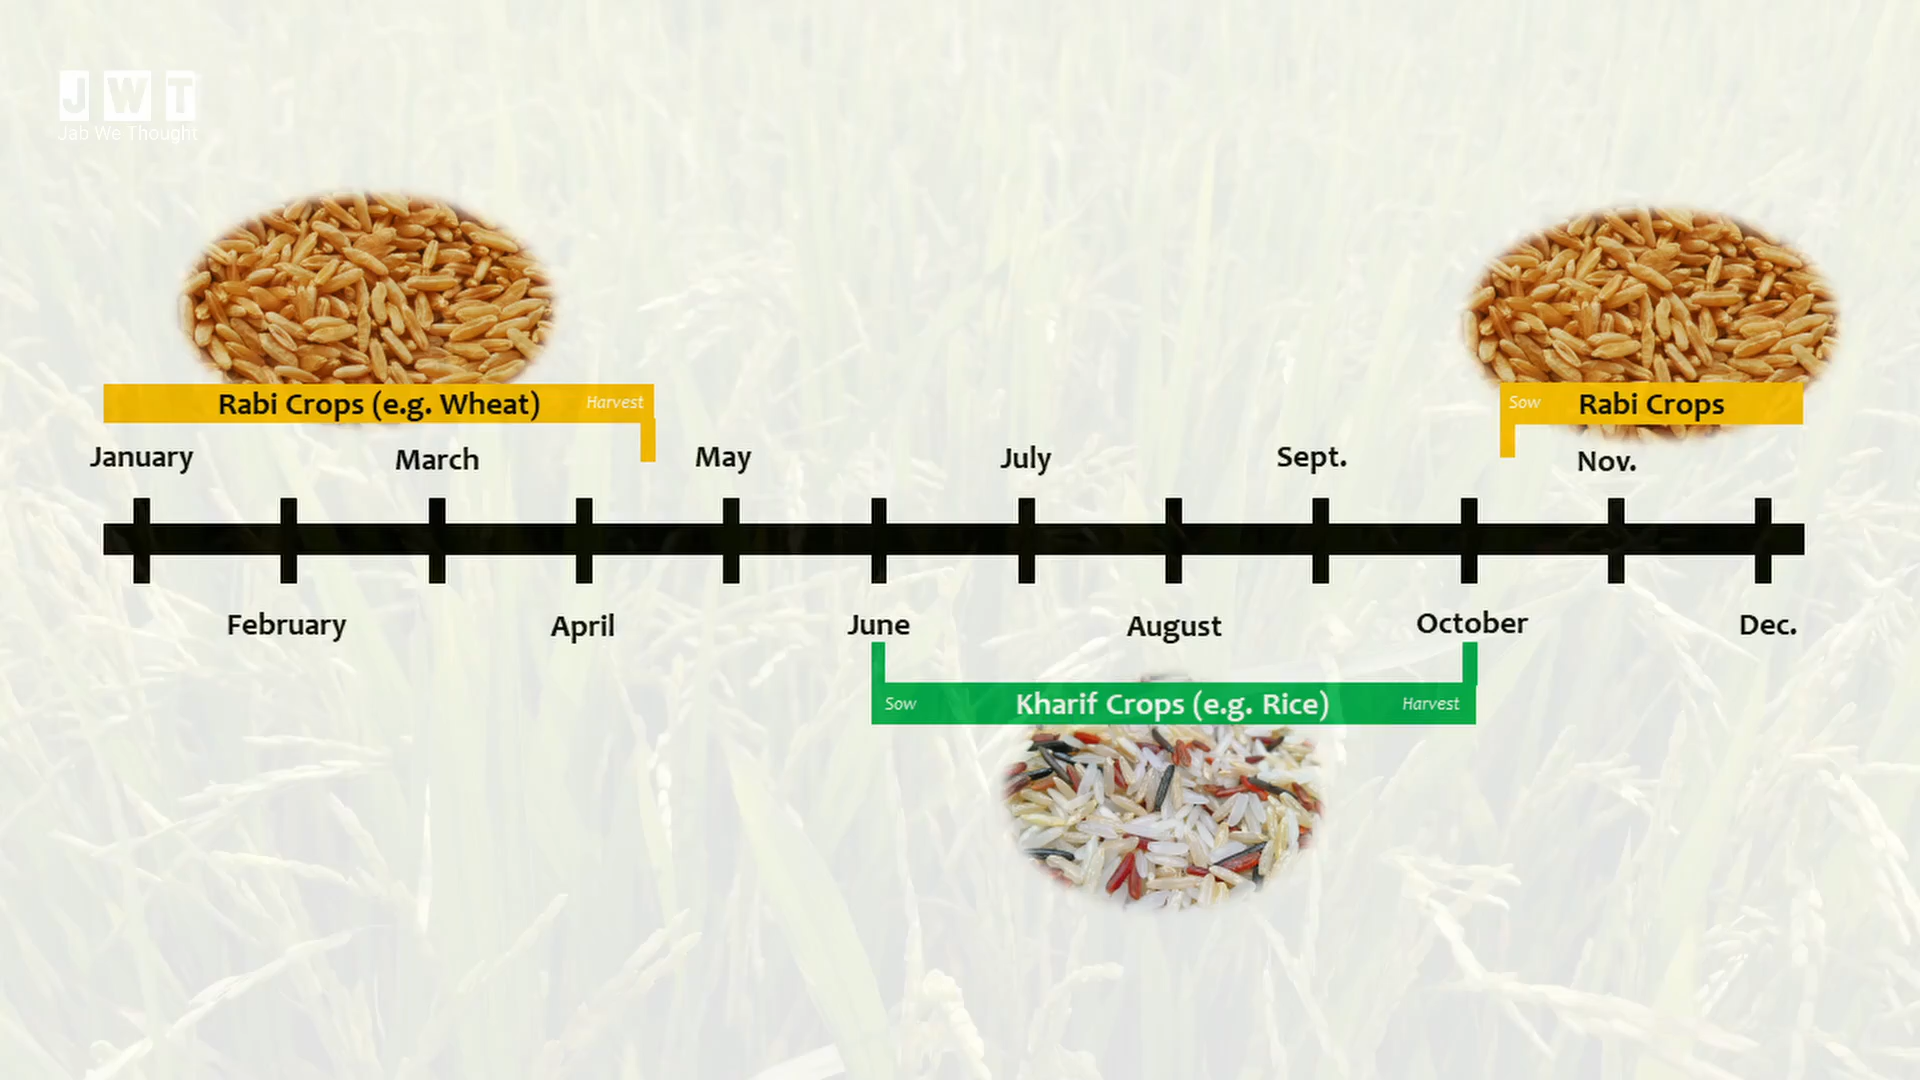 JWT
Jab We Thought
Rabi Crops (e.g. Wheat) Harvest
Sow Rabi Crops
January March May July Sept. Nov.
February April June August October Dec.
Sow Kharif Crops (e.g. Rice) Harvest